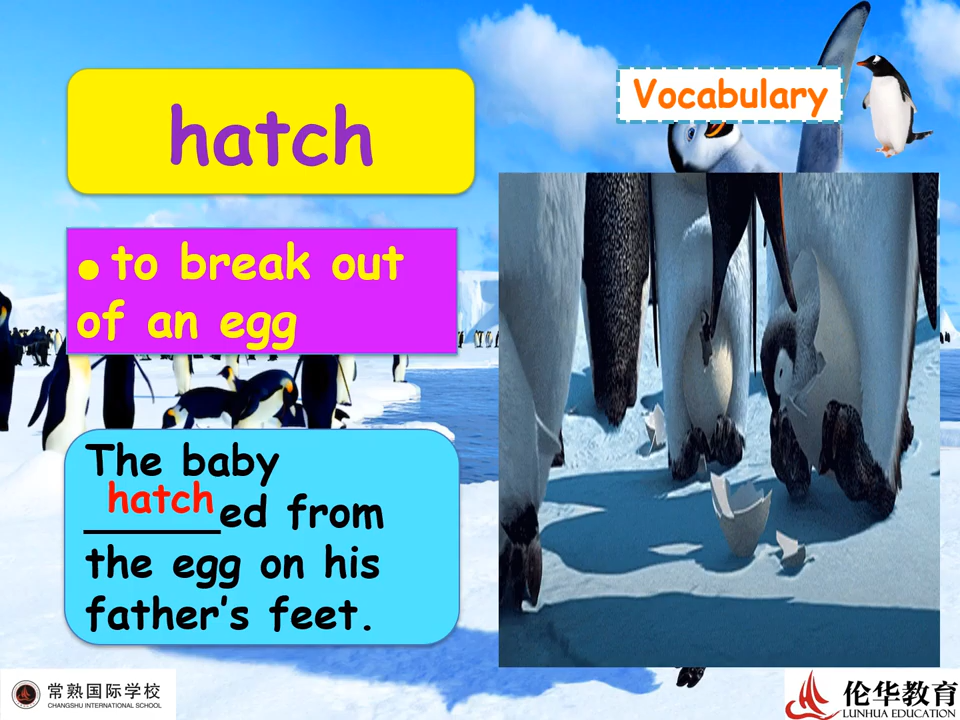 hatch
Vocabulary
• to break out
of an egg
The baby
hatch
______ed from
the egg on his
father's feet.
常熟国际学校
CHANGSHU INTERNATIONAL SCHOOL
伦华教育
LUNHUA EDUCATION